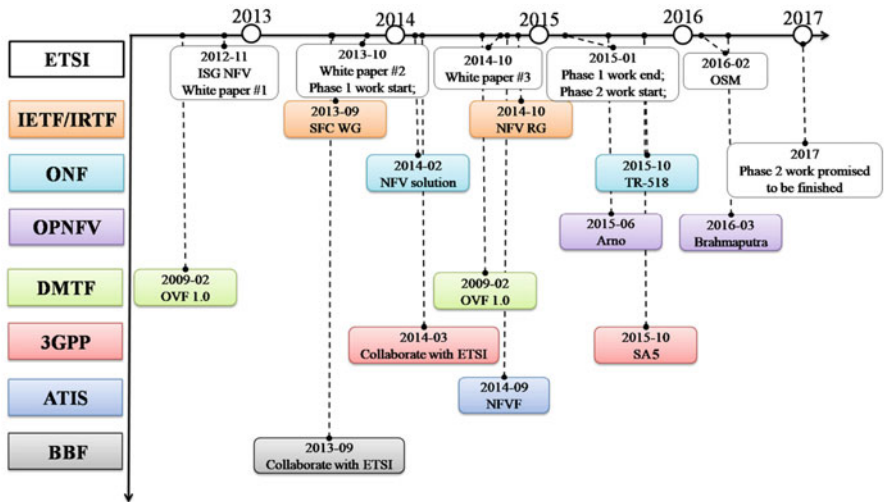 2013
2014
2015
2016
2017
ETSI
2012-11
ISG NFV
White paper #1
2013-10
White paper #2
Phase 1 work start;
2014-10
White paper #3
2015-01
Phase 1 work end;
Phase 2 work start;
2016-02
OSM
2017
Phase 2 work promised
to be finished
IETF/IRTF
2013-09
SFC WG
2014-10
NFV RG
ONF
2014-02
NFV solution
2015-10
TR-518
OPNFV
2015-06
Arno
2016-03
Brahmaputra
DMTF
2009-02
OVF 1.0
2009-02
OVF 1.0
3GPP
2014-03
Collaborate with ETSI
2015-10
SA5
ATIS
2014-09
NFVF
BBF
2013-09
Collaborate with ETSI